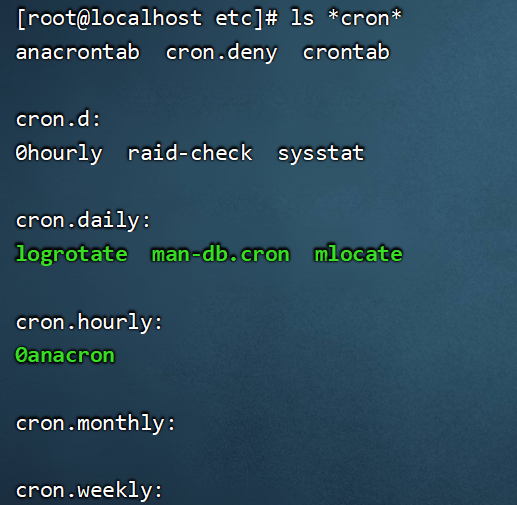 [root@localhost etc]# ls *cron*
anacrontab  cron.deny  crontab
cron.d:
0hourly  raid-check  sysstat
cron.daily:
logrotate  man-db.cron  mlocate
cron.hourly:
0anacron
cron.monthly:
cron.weekly: